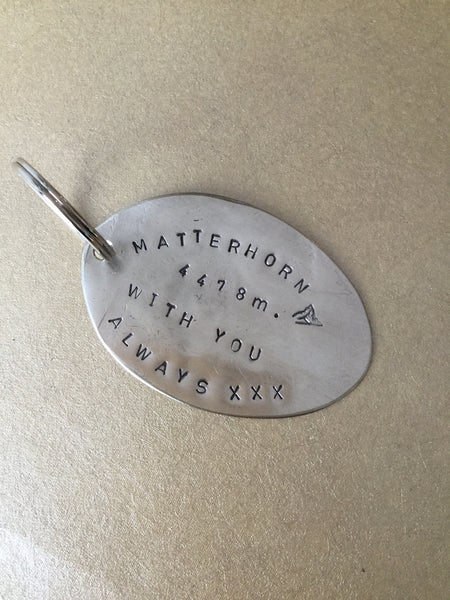 MATTERHORN
4478m.
WITH YOU
ALWAYS XXX